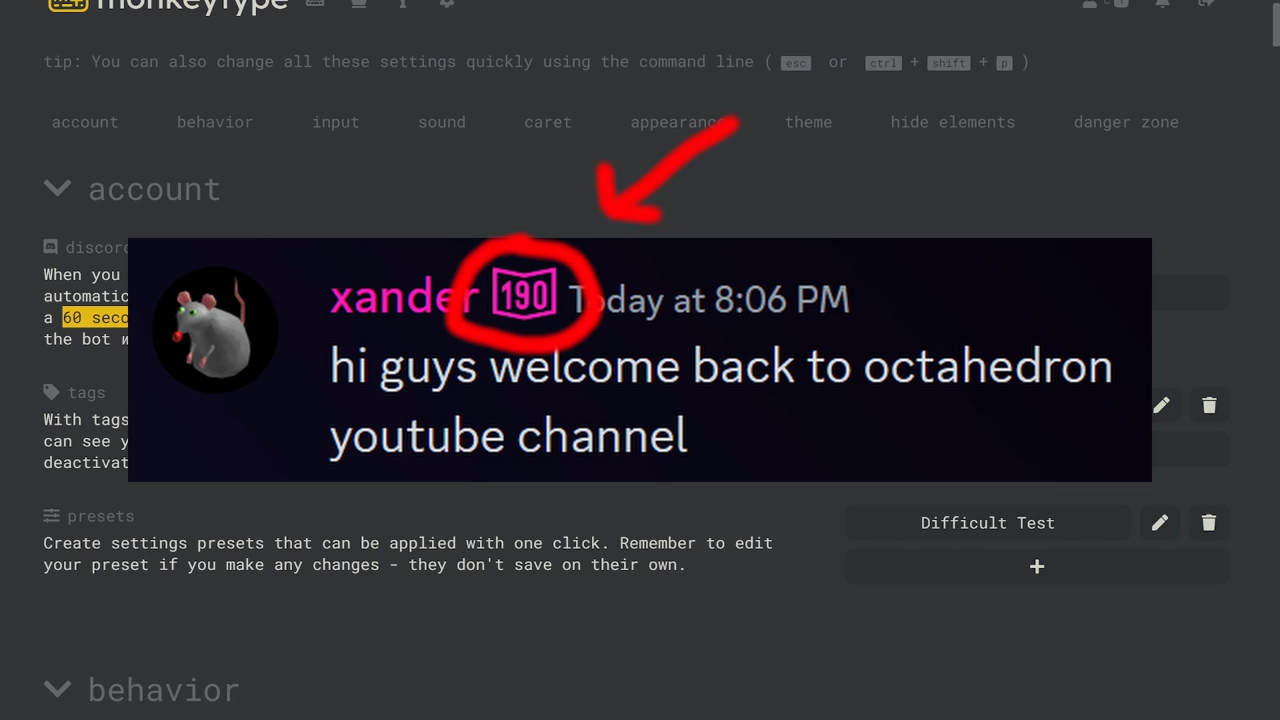 monkeytype
tip: You can also change all these settings quickly using the command line ( esc or ctrl + shift + p )
account behavior input sound caret appearance theme hide elements danger zone
account
discord
When you
automatic
a 60 sec
the bot
xander 190 Today at 8:06 PM
hi guys welcome back to octahedron
youtube channel
tags
With tags
can see y
deactivat
presets
Create settings presets that can be applied with one click. Remember to edit
your preset if you make any changes - they don't save on their own.
Difficult Test
+
behavior